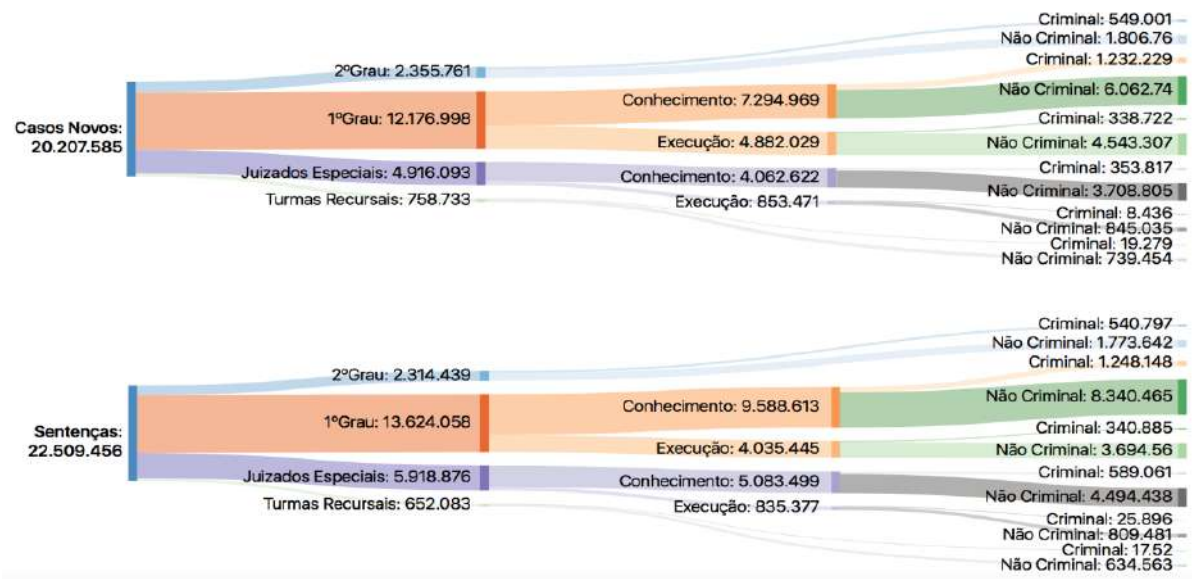 Criminal: 549.001
Não Criminal: 1.806.76
Criminal: 1.232.229
2ºGrau: 2.355.761
Não Criminal: 6.062.74
Conhecimento: 7.294.969
1ºGrau: 12.176.998
Criminal: 338.722
Casos Novos:
20.207.585
Execução: 4.882.029
Não Criminal: 4.543.307
Criminal: 353.817
Juizados Especiais: 4.916.093
Conhecimento: 4.062.622
Não Criminal: 3.708.805
Turmas Recursais: 758.733
Execução: 853.471
Criminal: 8.436
Não Criminal: 845.035
Criminal: 19.279
Não Criminal: 739.454
Criminal: 540.797
Não Criminal: 1.773.642
Criminal: 1.248.148
2ºGrau: 2.314.439
Não Criminal: 8.340.465
Conhecimento: 9.588.613
1ºGrau: 13.624.058
Criminal: 340.885
Sentenças:
22.509.456
Execução: 4.035.445
Não Criminal: 3.694.56
Criminal: 589.061
Juizados Especiais: 5.918.876
Conhecimento: 5.083.499
Não Criminal: 4.494.438
Turmas Recursais: 652.083
Execução: 835.377
Criminal: 25.896
Não Criminal: 809.481
Criminal: 17.52
Não Criminal: 634.563